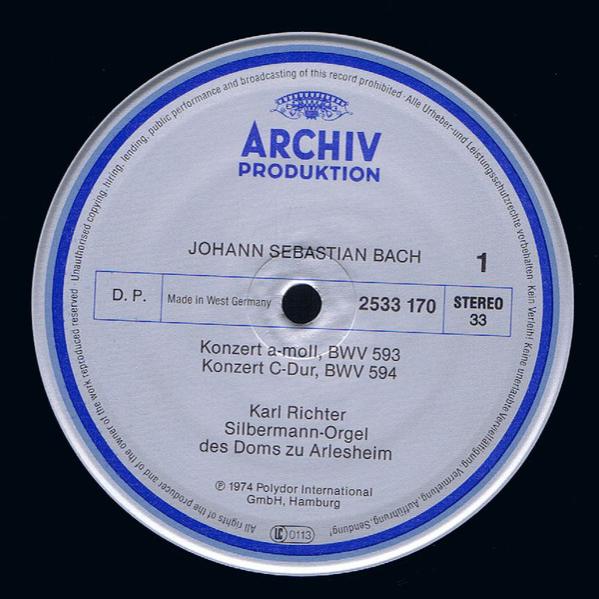 ARCHIV
PRODUKTION
JOHANN SEBASTIAN BACH
1
D. P.
Made in West Germany
2533 170
STEREO
33
Konzert a-moll, BWV 593
Konzert C-Dur, BWV 594
Karl Richter
Silbermann-Orgel
des Doms zu Arlesheim
℗ 1974 Polydor International
GmbH, Hamburg
LC 0113
All rights of the producer and of the owner of the work reproduced reserved · Unauthorised copying, hiring, lending, public performance and broadcasting of this record prohibited · Alle Urheber-und Leistungsschutzrechte vorbehalten · Kein Verleih! Keine unerlaubte Vervielfältigung, Vermietung, Aufführung, Sendung!